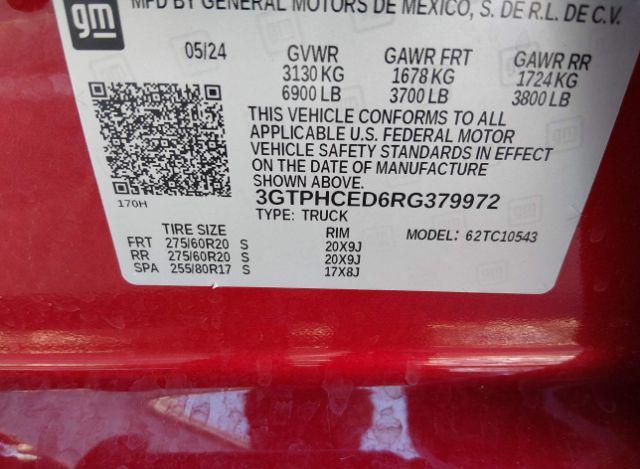 gm
MFD BY GENERAL MOTORS DE MEXICO, S. DE R.L. DE C.V.
05/24 GVWR GAWR FRT GAWR RR
3130 KG 1678 KG 1724 KG
6900 LB 3700 LB 3800 LB
THIS VEHICLE CONFORMS TO ALL
APPLICABLE U.S. FEDERAL MOTOR
VEHICLE SAFETY STANDARDS IN EFFECT
ON THE DATE OF MANUFACTURE
SHOWN ABOVE.
170H
3GTPHCED6RG379972
TYPE: TRUCK
TIRE SIZE RIM MODEL: 62TC10543
FRT 275/60R20 S 20X9J
RR 275/60R20 S 20X9J
SPA 255/80R17 S 17X8J